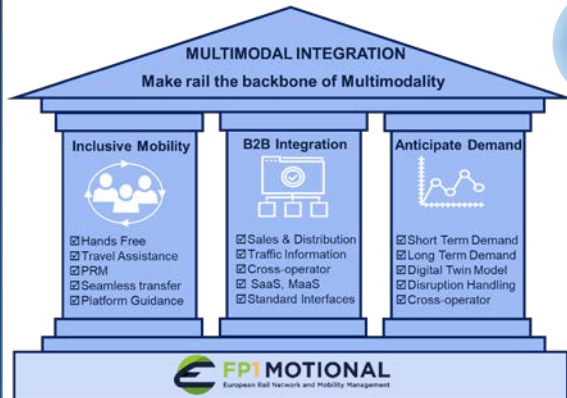 MULTIMODAL INTEGRATION
Make rail the backbone of Multimodality
Inclusive Mobility
☑Hands Free
☑Travel Assistance
☑PRM
☑Seamless transfer
☑Platform Guidance
B2B Integration
☑Sales & Distribution
☑Traffic Information
☑Cross-operator
☑ SaaS, MaaS
☑Standard Interfaces
Anticipate Demand
☑Short Term Demand
☑Long Term Demand
☑Digital Twin Model
☑Disruption Handling
☑Cross-operator
FP1 MOTIONAL
European Rail Network and Mobility Management